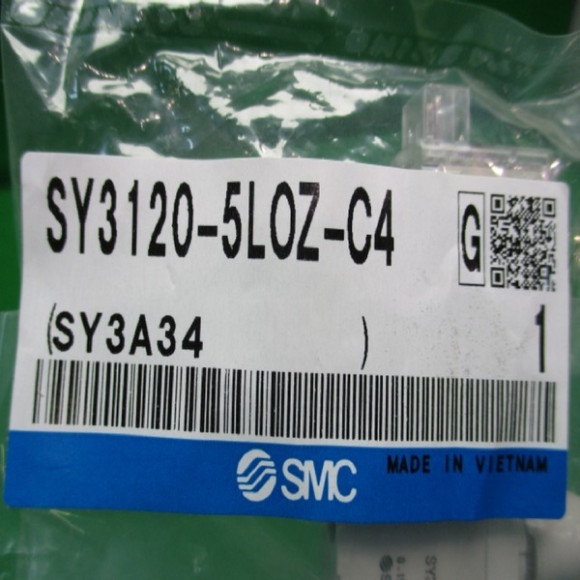 SY3120-5LOZ-C4
G
(SY3A34 )
1
SMC
MADE IN VIETNAM